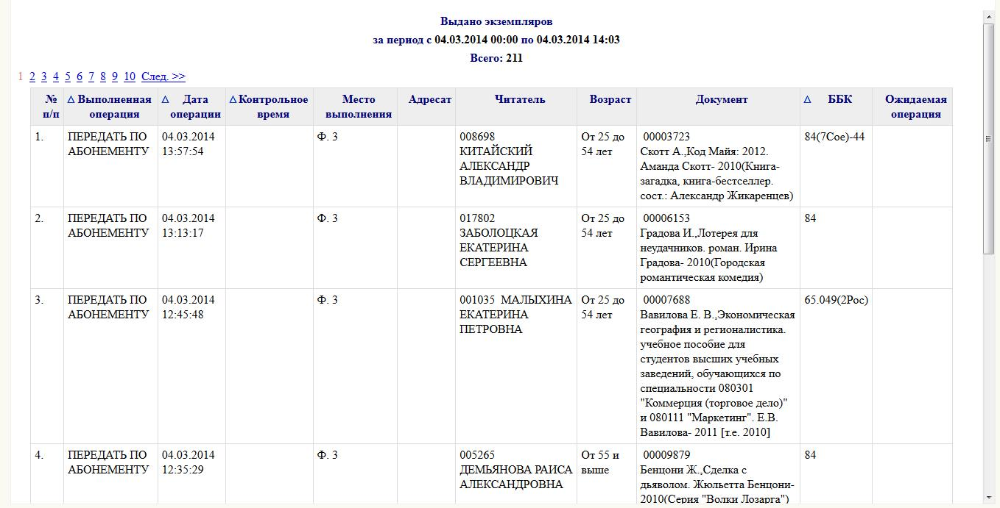 Выдано экземпляров
за период с 04.03.2014 00:00 по 04.03.2014 14:03
Всего: 211
1 2 3 4 5 6 7 8 9 10 След. >>
№ п/п
Δ Выполненная операция
Δ Дата операции
Δ Контрольное время
Место выполнения
Адресат
Читатель
Возраст
Документ
Δ ББК
Ожидаемая операция
1.
ПЕРЕДАТЬ ПО
АБОНЕМЕНТУ
04.03.2014
13:57:54
Ф. 3
008698
КИТАЙСКИЙ
АЛЕКСАНДР
ВЛАДИМИРОВИЧ
От 25 до
54 лет
00003723
Скотт А.,Код Майя: 2012.
Аманда Скотт- 2010(Книга-
загадка, книга-бестселлер.
сост.: Александр Жикаренцев)
84(7Сое)-44
2.
ПЕРЕДАТЬ ПО
АБОНЕМЕНТУ
04.03.2014
13:13:17
Ф. 3
017802
ЗАБОЛОЦКАЯ
ЕКАТЕРИНА
СЕРГЕЕВНА
От 25 до
54 лет
00006153
Градова И.,Лотерея для
неудачников. роман. Ирина
Градова- 2010(Городская
романтическая комедия)
84
3.
ПЕРЕДАТЬ ПО
АБОНЕМЕНТУ
04.03.2014
12:45:48
Ф. 3
001035 МАЛЫХИНА
ЕКАТЕРИНА
ПЕТРОВНА
От 25 до
54 лет
00007688
Вавилова Е. В.,Экономическая
география и регионалистика.
учебное пособие для
студентов высших учебных
заведений, обучающихся по
специальности 080301
"Коммерция (торговое дело)"
и 080111 "Маркетинг". Е.В.
Вавилова- 2011 [т.е. 2010]
65.049(2Рос)
4.
ПЕРЕДАТЬ ПО
АБОНЕМЕНТУ
04.03.2014
12:35:29
Ф. 3
005265
ДЕМЬЯНОВА РАИСА
АЛЕКСАНДРОВНА
От 55 и
выше
00009879
Бенцони Ж.,Сделка с
дьяволом. Жюльетта Бенцони-
2010(Серия "Волки Лозарга")
84